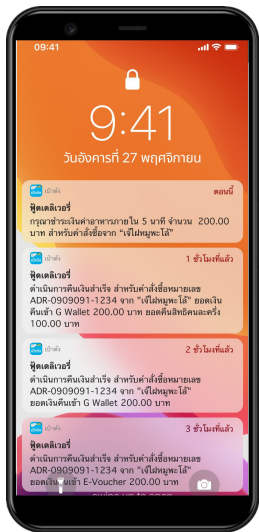 09:41
9:41
วันอังคารที่ 27 พฤศจิกายน
เป๋าตัง ตอนนี้
ฟู้ดเดลิเวอรี่
กรุณาชำระเงินค่าอาหารภายใน 5 นาที จำนวน 200.00
บาท สำหรับคำสั่งซื้อจาก “เจ๊ไฝหมูพะโล้”
เป๋าตัง 1 ชั่วโมงที่แล้ว
ฟู้ดเดลิเวอรี่
ดำเนินการคืนเงินสำเร็จ สำหรับคำสั่งซื้อหมายเลข
ADR-0909091-1234 จาก "เจ๊ไฝหมูพะโล้" ยอดเงิน
คืนเข้า G Wallet 200.00 บาท ยอดคืนสิทธิคนละครึ่ง
100.00 บาท
เป๋าตัง 2 ชั่วโมงที่แล้ว
ฟู้ดเดลิเวอรี่
ดำเนินการคืนเงินสำเร็จ สำหรับคำสั่งซื้อหมายเลข
ADR-0909091-1234 จาก "เจ๊ไฝหมูพะโล้"
ยอดเงินคืนเข้า G Wallet 200.00 บาท
เป๋าตัง 3 ชั่วโมงที่แล้ว
ฟู้ดเดลิเวอรี่
ดำเนินการคืนเงินสำเร็จ สำหรับคำสั่งซื้อหมายเลข
ADR-0909091-1234 จาก "เจ๊ไฝหมูพะโล้"
ยอดเงินคืนเข้า E-Voucher 200.00 บาท